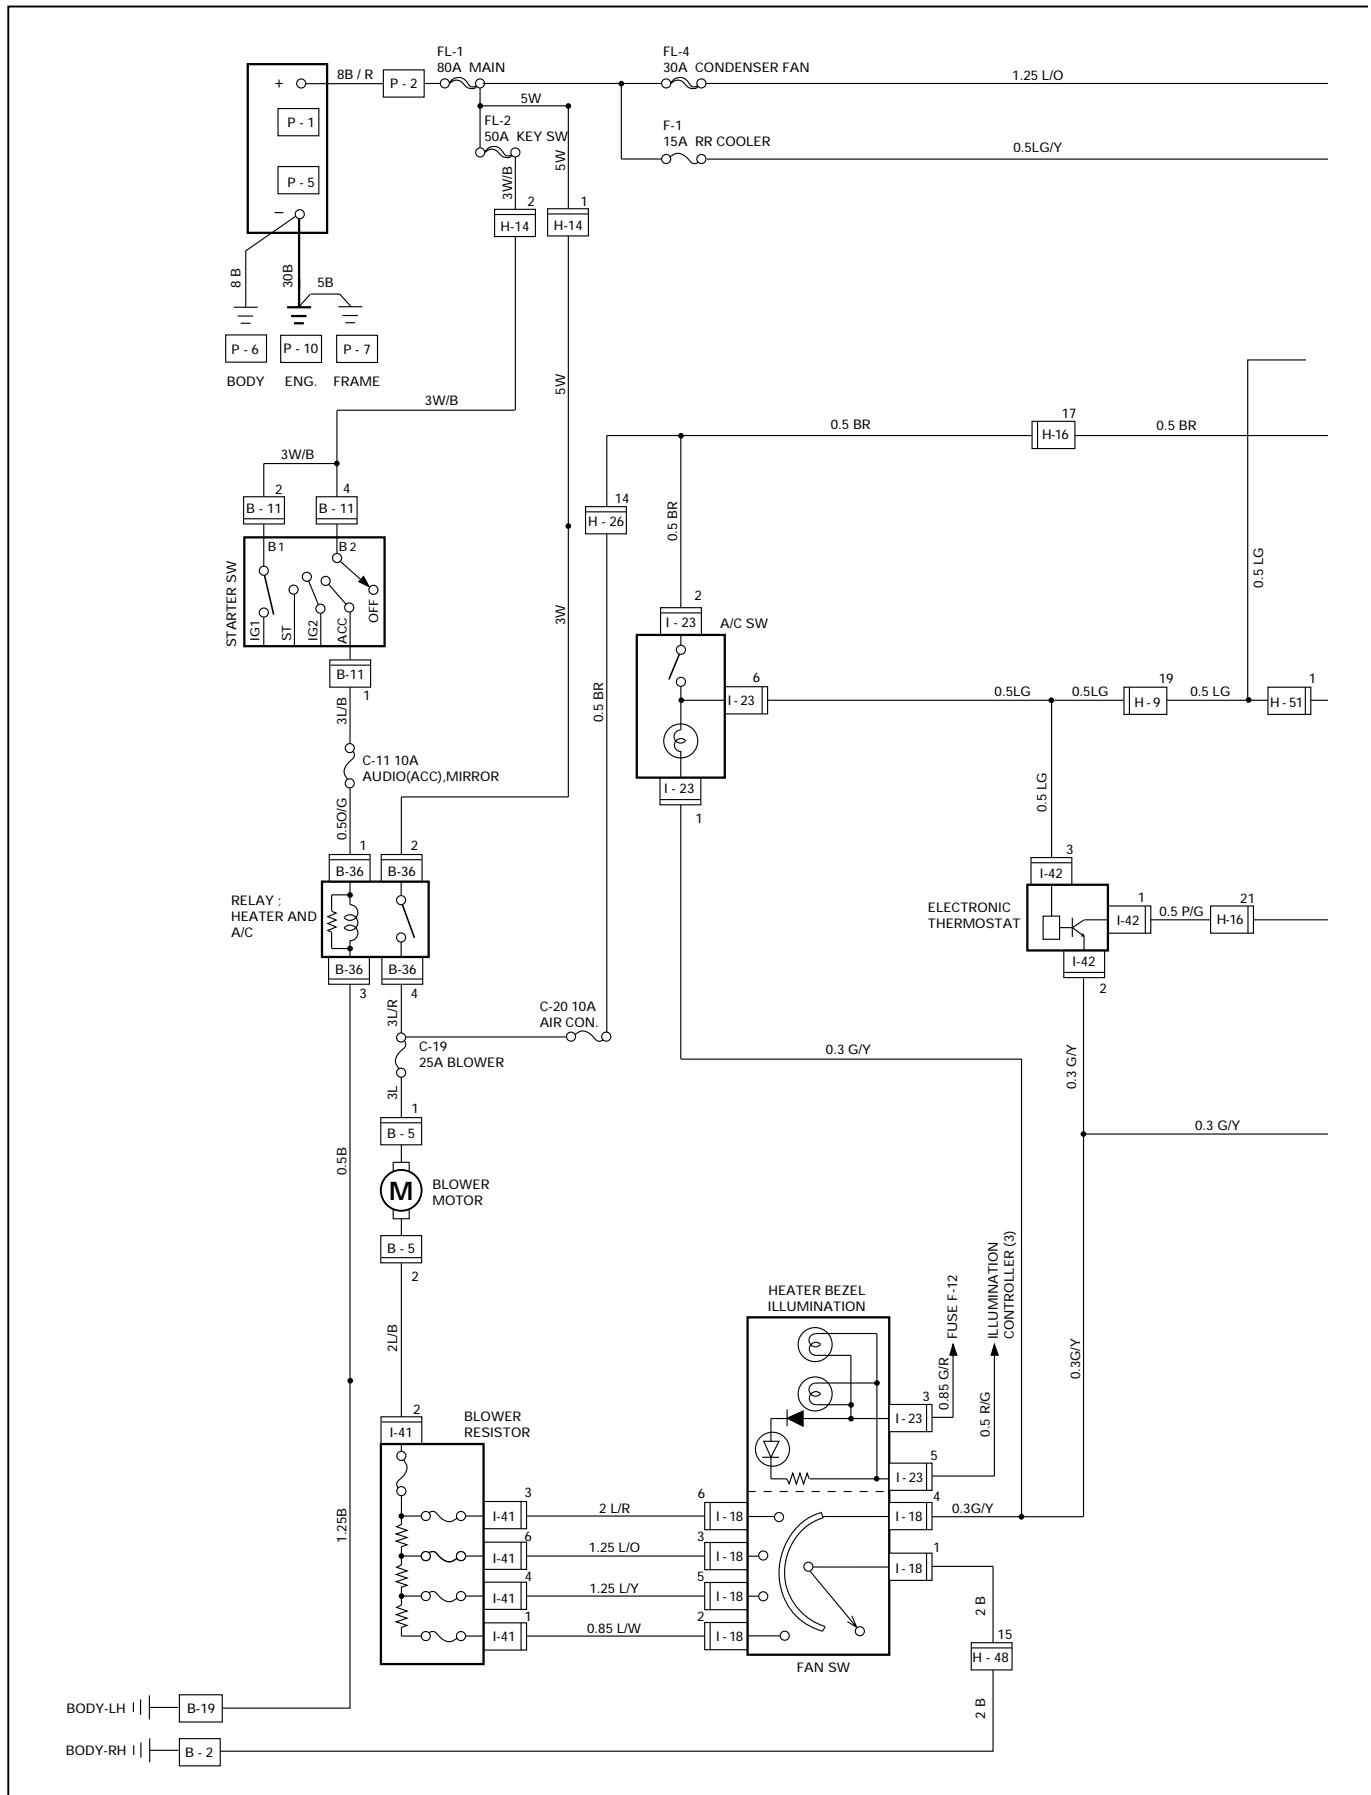 FL-1
80A MAIN
FL-4
30A CONDENSER FAN
8B / R
P - 2
1.25 L/O
+
5W
P - 1
FL-2
50A KEY SW
F-1
15A RR COOLER
0.5LG/Y
P - 5
3W/B
5W
−
2
H-14
1
H-14
8 B
30B
5B
P - 6
P - 10
P - 7
BODY
ENG.
FRAME
5W
3W/B
0.5 BR
17
H-16
0.5 BR
3W/B
2
B - 11
4
B - 11
14
H - 26
0.5 BR
0.5 LG
STARTER SW
B 1
B 2
IG1
ST
IG2
ACC
OFF
3W
2
I - 23
A/C SW
B-11
1
6
I - 23
0.5LG
0.5LG
19
H - 9
0.5 LG
1
H - 51
3L/B
0.5 BR
C-11 10A
AUDIO(ACC),MIRROR
I - 23
1
0.5 LG
0.5O/G
1
B-36
2
B-36
3
I-42
RELAY ;
HEATER AND
A/C
ELECTRONIC
THERMOSTAT
1
I-42
0.5 P/G
21
H-16
B-36
3
B-36
4
I-42
2
3L/R
C-20 10A
AIR CON.
C-19
25A BLOWER
0.3 G/Y
0.3 G/Y
3L
1
B - 5
0.3 G/Y
0.5B
M
BLOWER
MOTOR
B - 5
2
HEATER BEZEL
ILLUMINATION
FUSE F-12
ILLUMINATION
CONTROLLER (3)
2L/B
0.3G/Y
0.85 G/R
0.5 R/G
3
I - 23
2
I-41
BLOWER
RESISTOR
5
I - 23
3
I-41
2 L/R
6
I - 18
4
I - 18
0.3G/Y
1.25B
6
I-41
1.25 L/O
3
I - 18
1
I - 18
4
I-41
1.25 L/Y
5
I - 18
2 B
1
I-41
0.85 L/W
2
I - 18
15
H - 48
FAN SW
2 B
BODY-LH
B-19
BODY-RH
B - 2